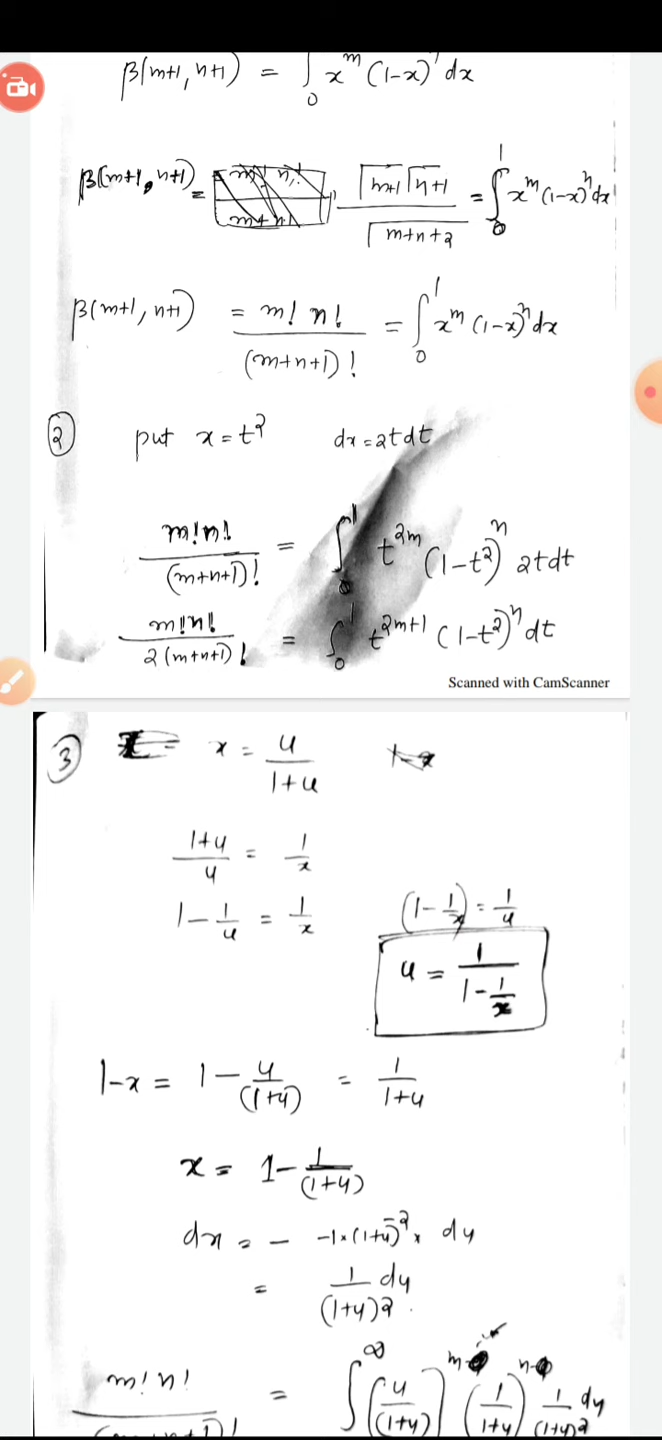 β(m+1, n+1) = ∫₀ x^m (1-x)^n dx
β(m+1, n+1) = Γm+1 Γn+1 / Γm+n+2 = ∫₀¹ x^m (1-x)^n dx
β(m+1, n+1) = m! n! / (m+n+1)! = ∫₀¹ x^m (1-x)^n dx
② put x = t² dx = 2t dt
m! n! / (m+n+1)! = ∫₀¹ t^2m (1-t²)^n 2t dt
m! n! / 2(m+n+1)! = ∫₀¹ t^2m+1 (1-t²)^n dt
Scanned with CamScanner
③ x = u / 1+u
1+u / u = 1/x
1 - 1/u = 1/x (1 - 1/x) = 1/u
u = 1 / 1 - 1/x
1-x = 1 - u/(1+u) = 1/1+u
x = 1 - 1/(1+u)
dx = - -1×(1+u)^-2 × du
= 1/(1+u)2 du
m! n! = ∫^∞ (u/(1+u))^m (1/1+u)^n 1/(1+u)2 du